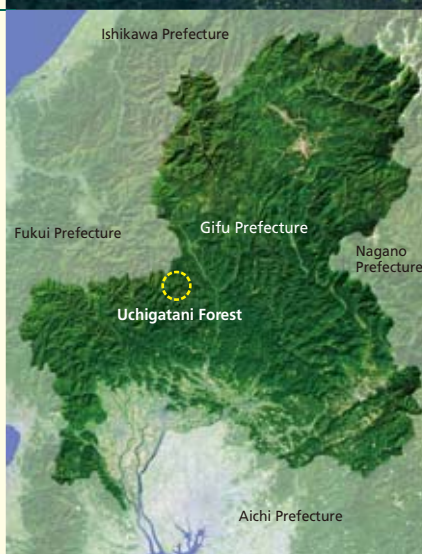 Ishikawa Prefecture
Fukui Prefecture
Gifu Prefecture
Nagano
Prefecture
Uchigatani Forest
Aichi Prefecture